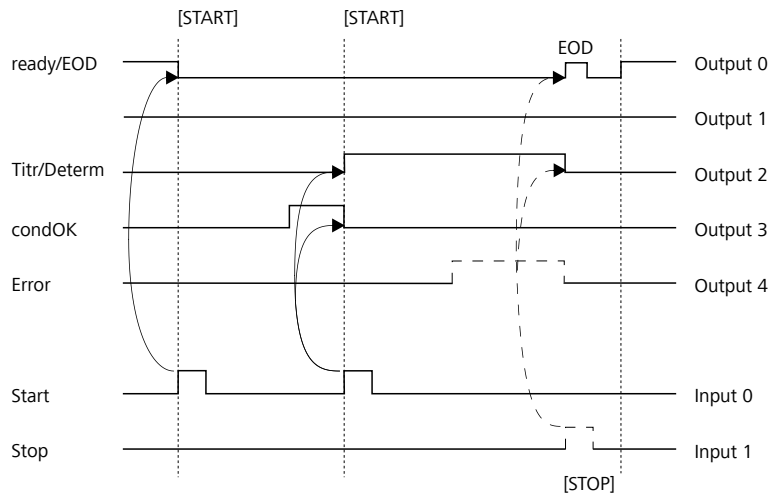 [START] [START]
EOD
ready/EOD Output 0
Output 1
Titr/Determ Output 2
condOK Output 3
Error Output 4
Start Input 0
Stop Input 1
[STOP]